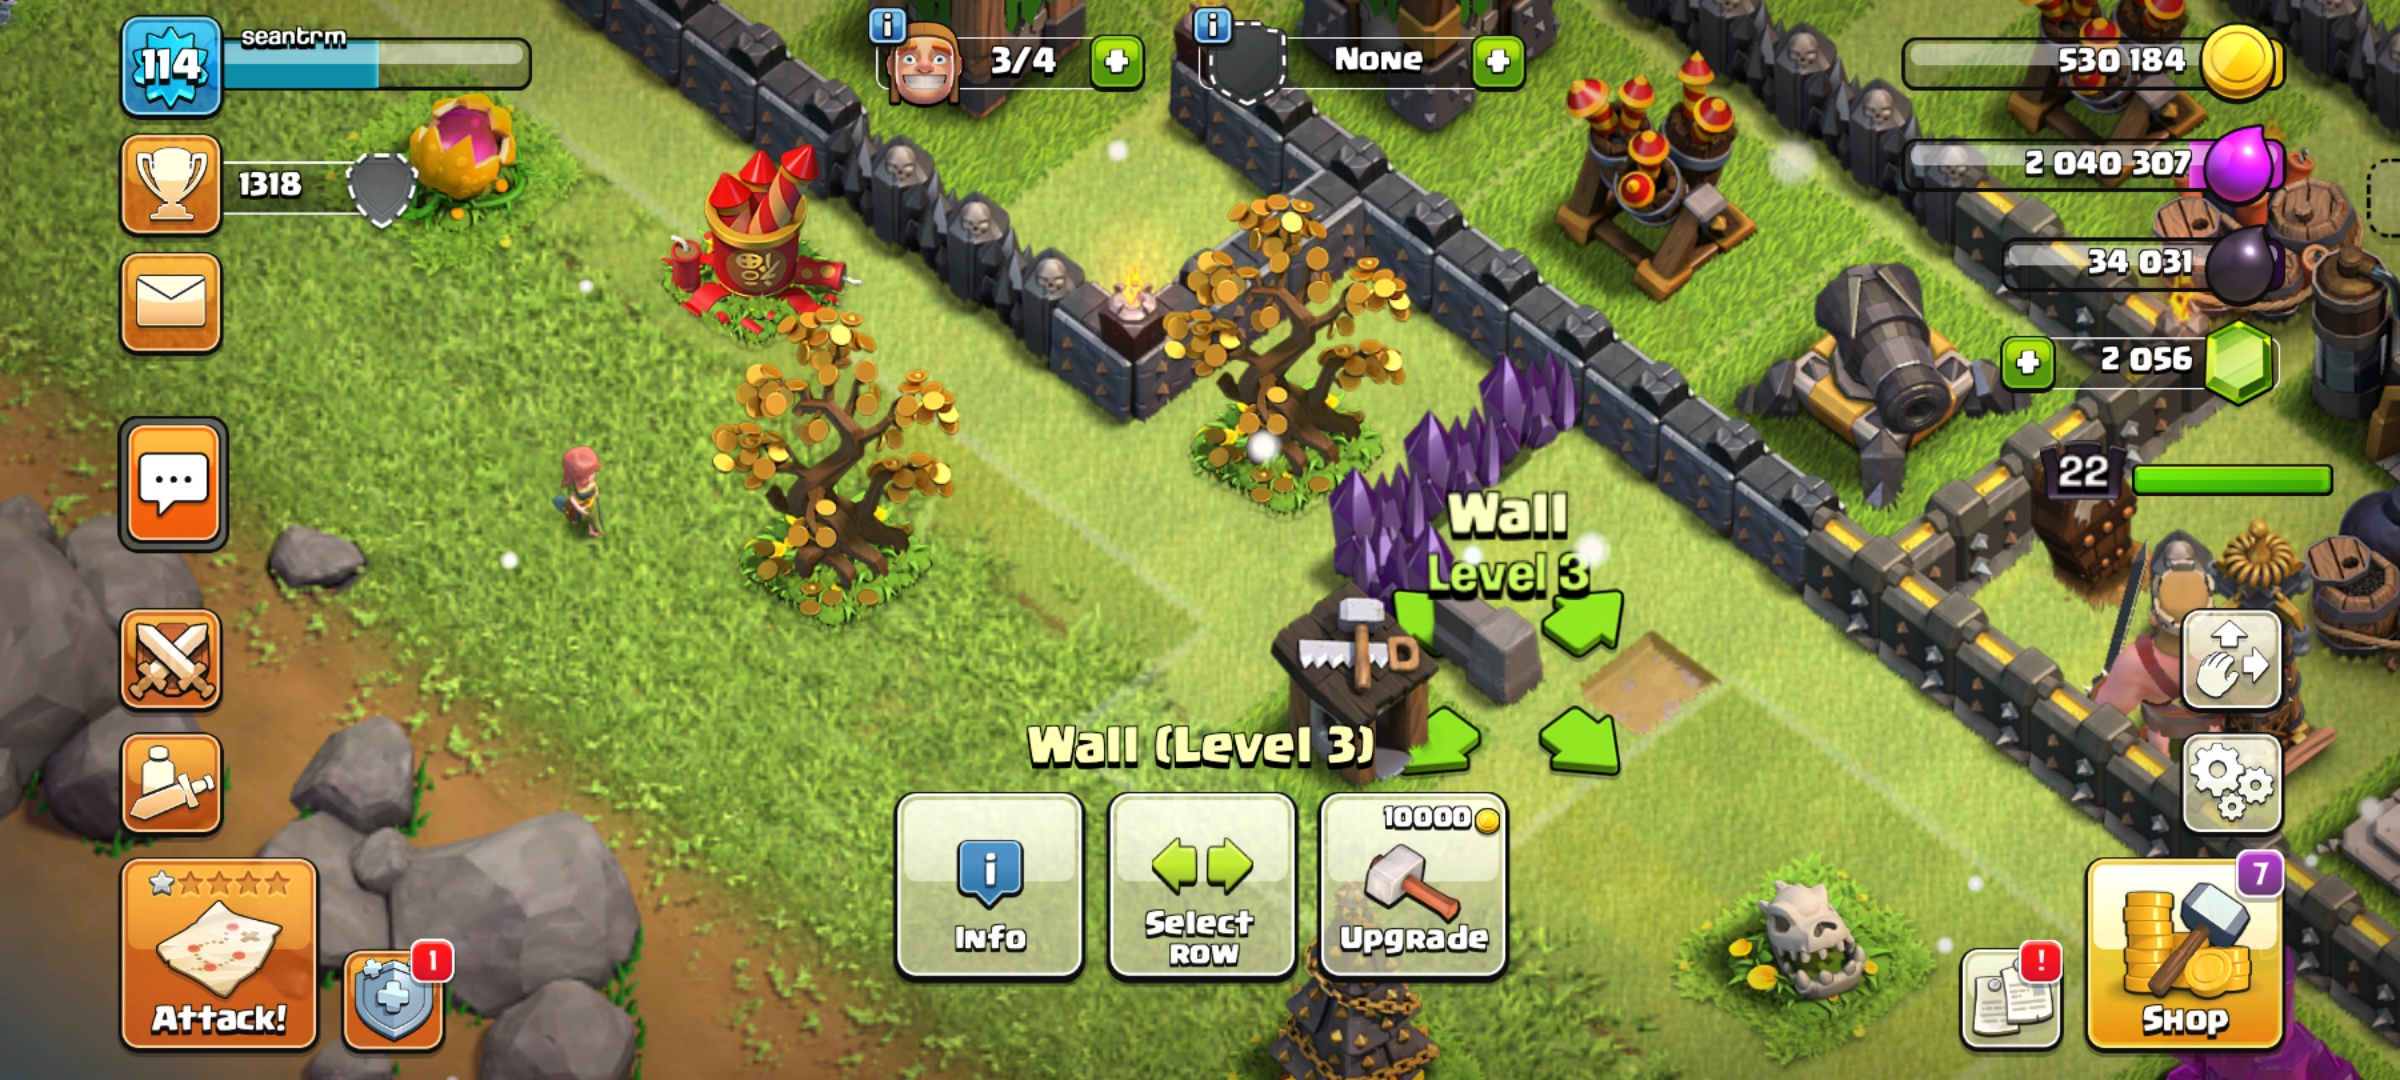 114
seantrm
3/4
None
530 184
1318
2 040 307
34 031
2 056
22
Wall
Level 3
Wall (Level 3)
Info
Select
Row
10000
Upgrade
Attack!
1
!
7
Shop
福